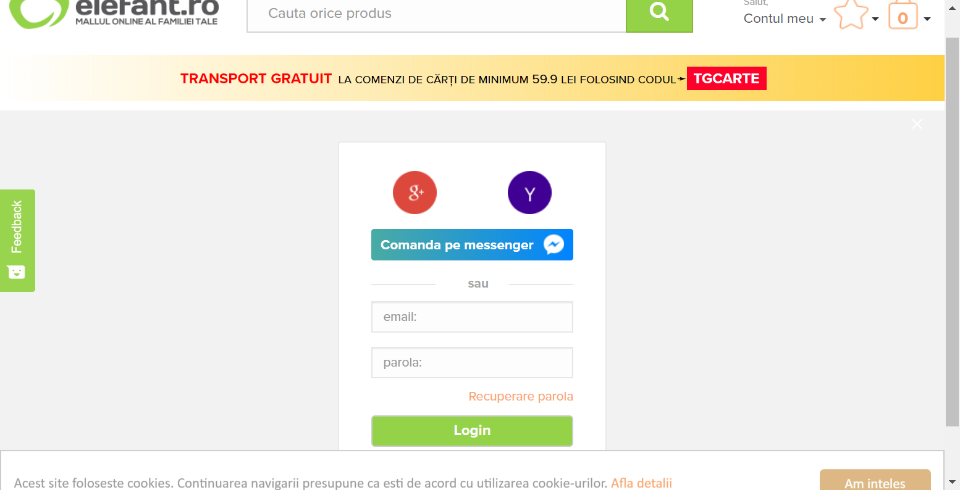 elefant.ro
MALLUL ONLINE AL FAMILIEI TALE
Cauta orice produs
Salut,
Contul meu
0
TRANSPORT GRATUIT LA COMENZI DE CĂRȚI DE MINIMUM 59.9 LEI FOLOSIND CODUL TGCARTE
Feedback
g+
Y
Comanda pe messenger
sau
email:
parola:
Recuperare parola
Login
Acest site foloseste cookies. Continuarea navigarii presupune ca esti de acord cu utilizarea cookie-urilor. Afla detalii
Am inteles